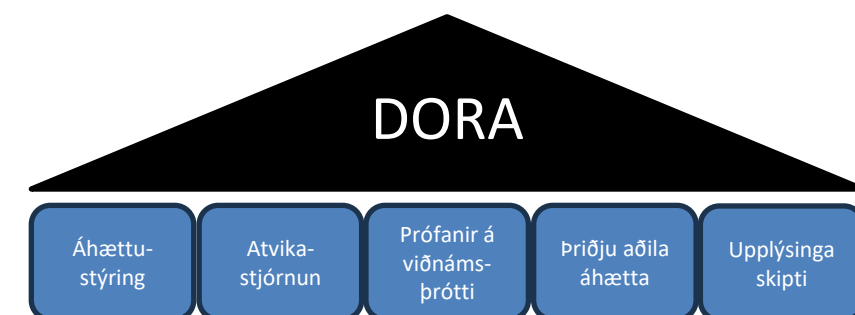 DORA
Áhættu-
stýring
Atvika-
stjórnun
Prófanir á
viðnáms-
þrótti
Þriðju aðila
áhætta
Upplýsinga
skipti